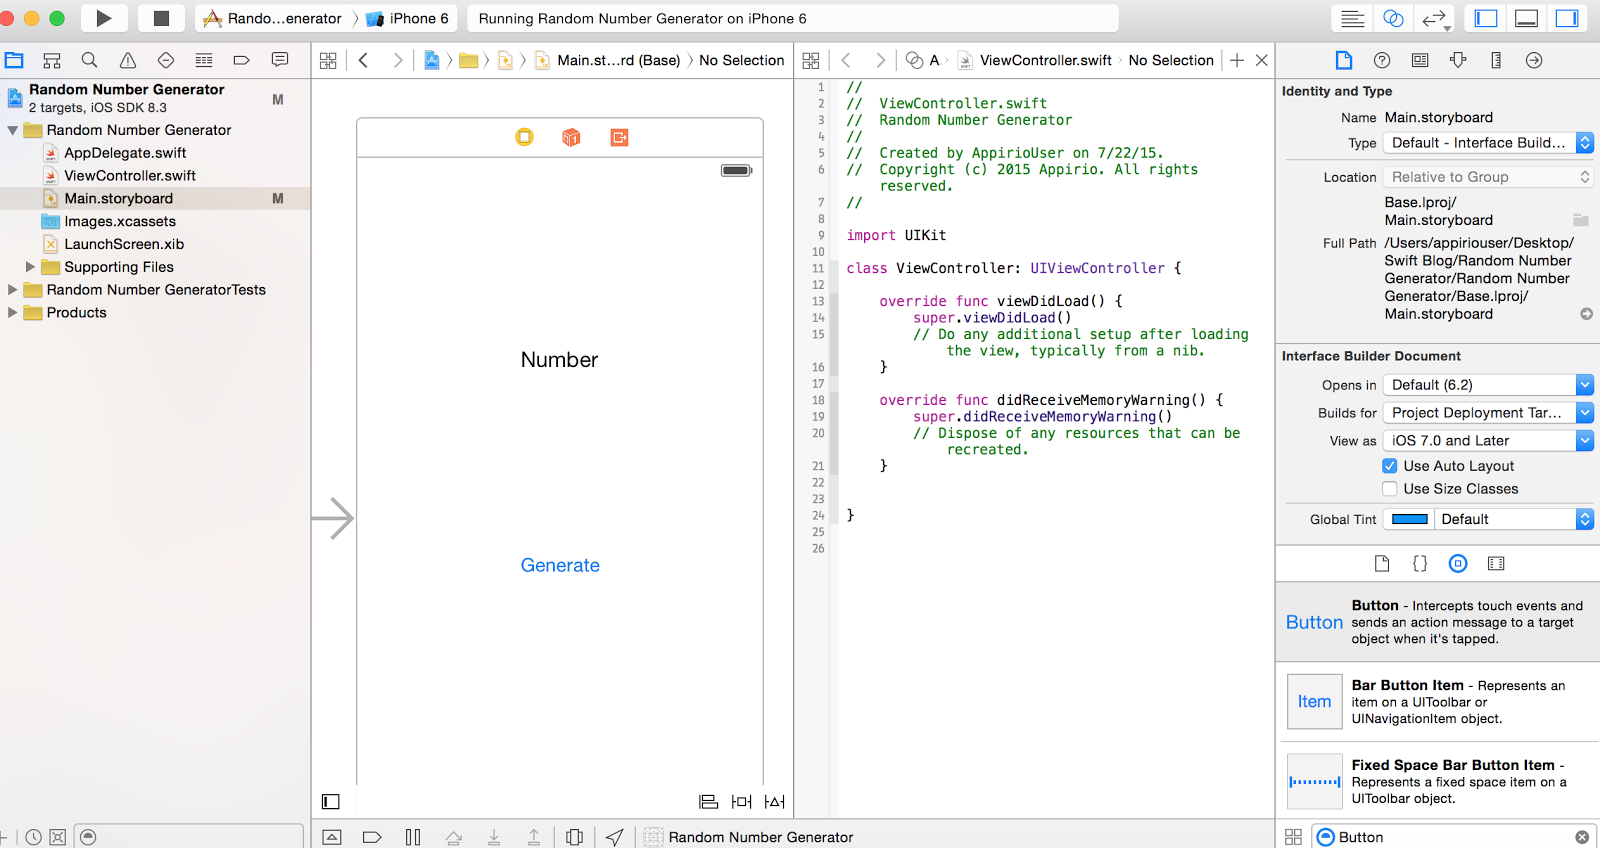 Rando...enerator
iPhone 6
Running Random Number Generator on iPhone 6
Main.st...rd (Base)
No Selection
A
ViewController.swift
No Selection
Random Number Generator
M
2 targets, iOS SDK 8.3
Random Number Generator
AppDelegate.swift
ViewController.swift
Main.storyboard
M
Images.xcassets
LaunchScreen.xib
Supporting Files
Random Number GeneratorTests
Products
Number
Generate
1 //
2 //  ViewController.swift
3 //  Random Number Generator
4 //
5 //  Created by AppirioUser on 7/22/15.
6 //  Copyright (c) 2015 Appirio. All rights
reserved.
7 //
8
9 import UIKit
10
11 class ViewController: UIViewController {
12
13 override func viewDidLoad() {
14 super.viewDidLoad()
15 // Do any additional setup after loading
the view, typically from a nib.
16 }
17
18 override func didReceiveMemoryWarning() {
19 super.didReceiveMemoryWarning()
20 // Dispose of any resources that can be
recreated.
21 }
22
23
24 }
25
26
Identity and Type
Name Main.storyboard
Type Default - Interface Build...
Location Relative to Group
Base.lproj/
Main.storyboard
Full Path /Users/appiriouser/Desktop/
Swift Blog/Random Number
Generator/Random Number
Generator/Base.lproj/
Main.storyboard
Interface Builder Document
Opens in Default (6.2)
Builds for Project Deployment Tar...
View as iOS 7.0 and Later
Use Auto Layout
Use Size Classes
Global Tint Default
{}
Button
Button - Intercepts touch events and
sends an action message to a target
object when it's tapped.
Item
Bar Button Item - Represents an
item on a UIToolbar or
UINavigationItem object.
Fixed Space Bar Button Item -
Represents a fixed space item on a
UIToolbar object.
Random Number Generator
Button